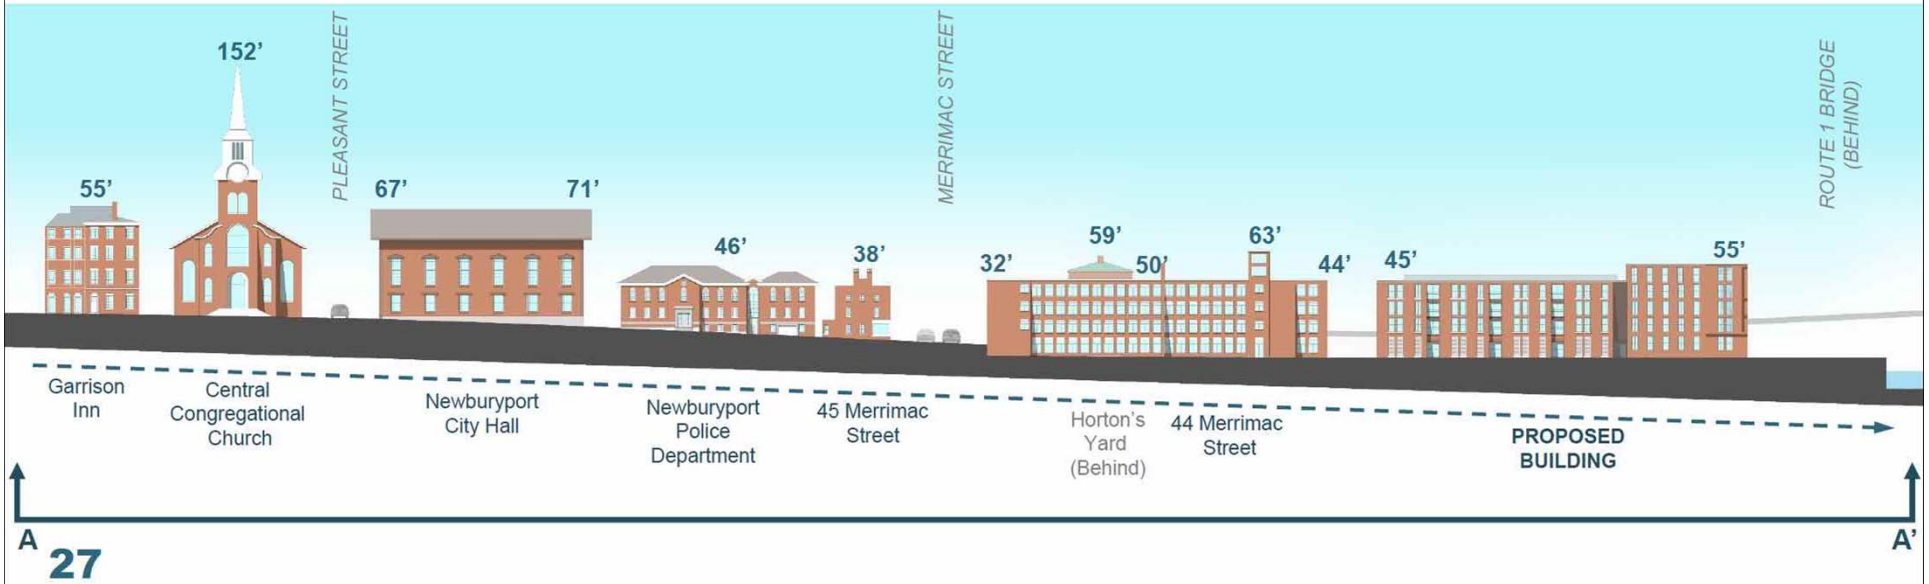 152’
PLEASANT STREET
MERRIMAC STREET
ROUTE 1 BRIDGE
(BEHIND)
55’
67’
71’
46’
38’
32’
59’
50’
63’
44’
45’
55’
Garrison
Inn
Central
Congregational
Church
Newburyport
City Hall
Newburyport
Police
Department
45 Merrimac
Street
Horton’s
Yard
(Behind)
44 Merrimac
Street
PROPOSED
BUILDING
A
A’
27